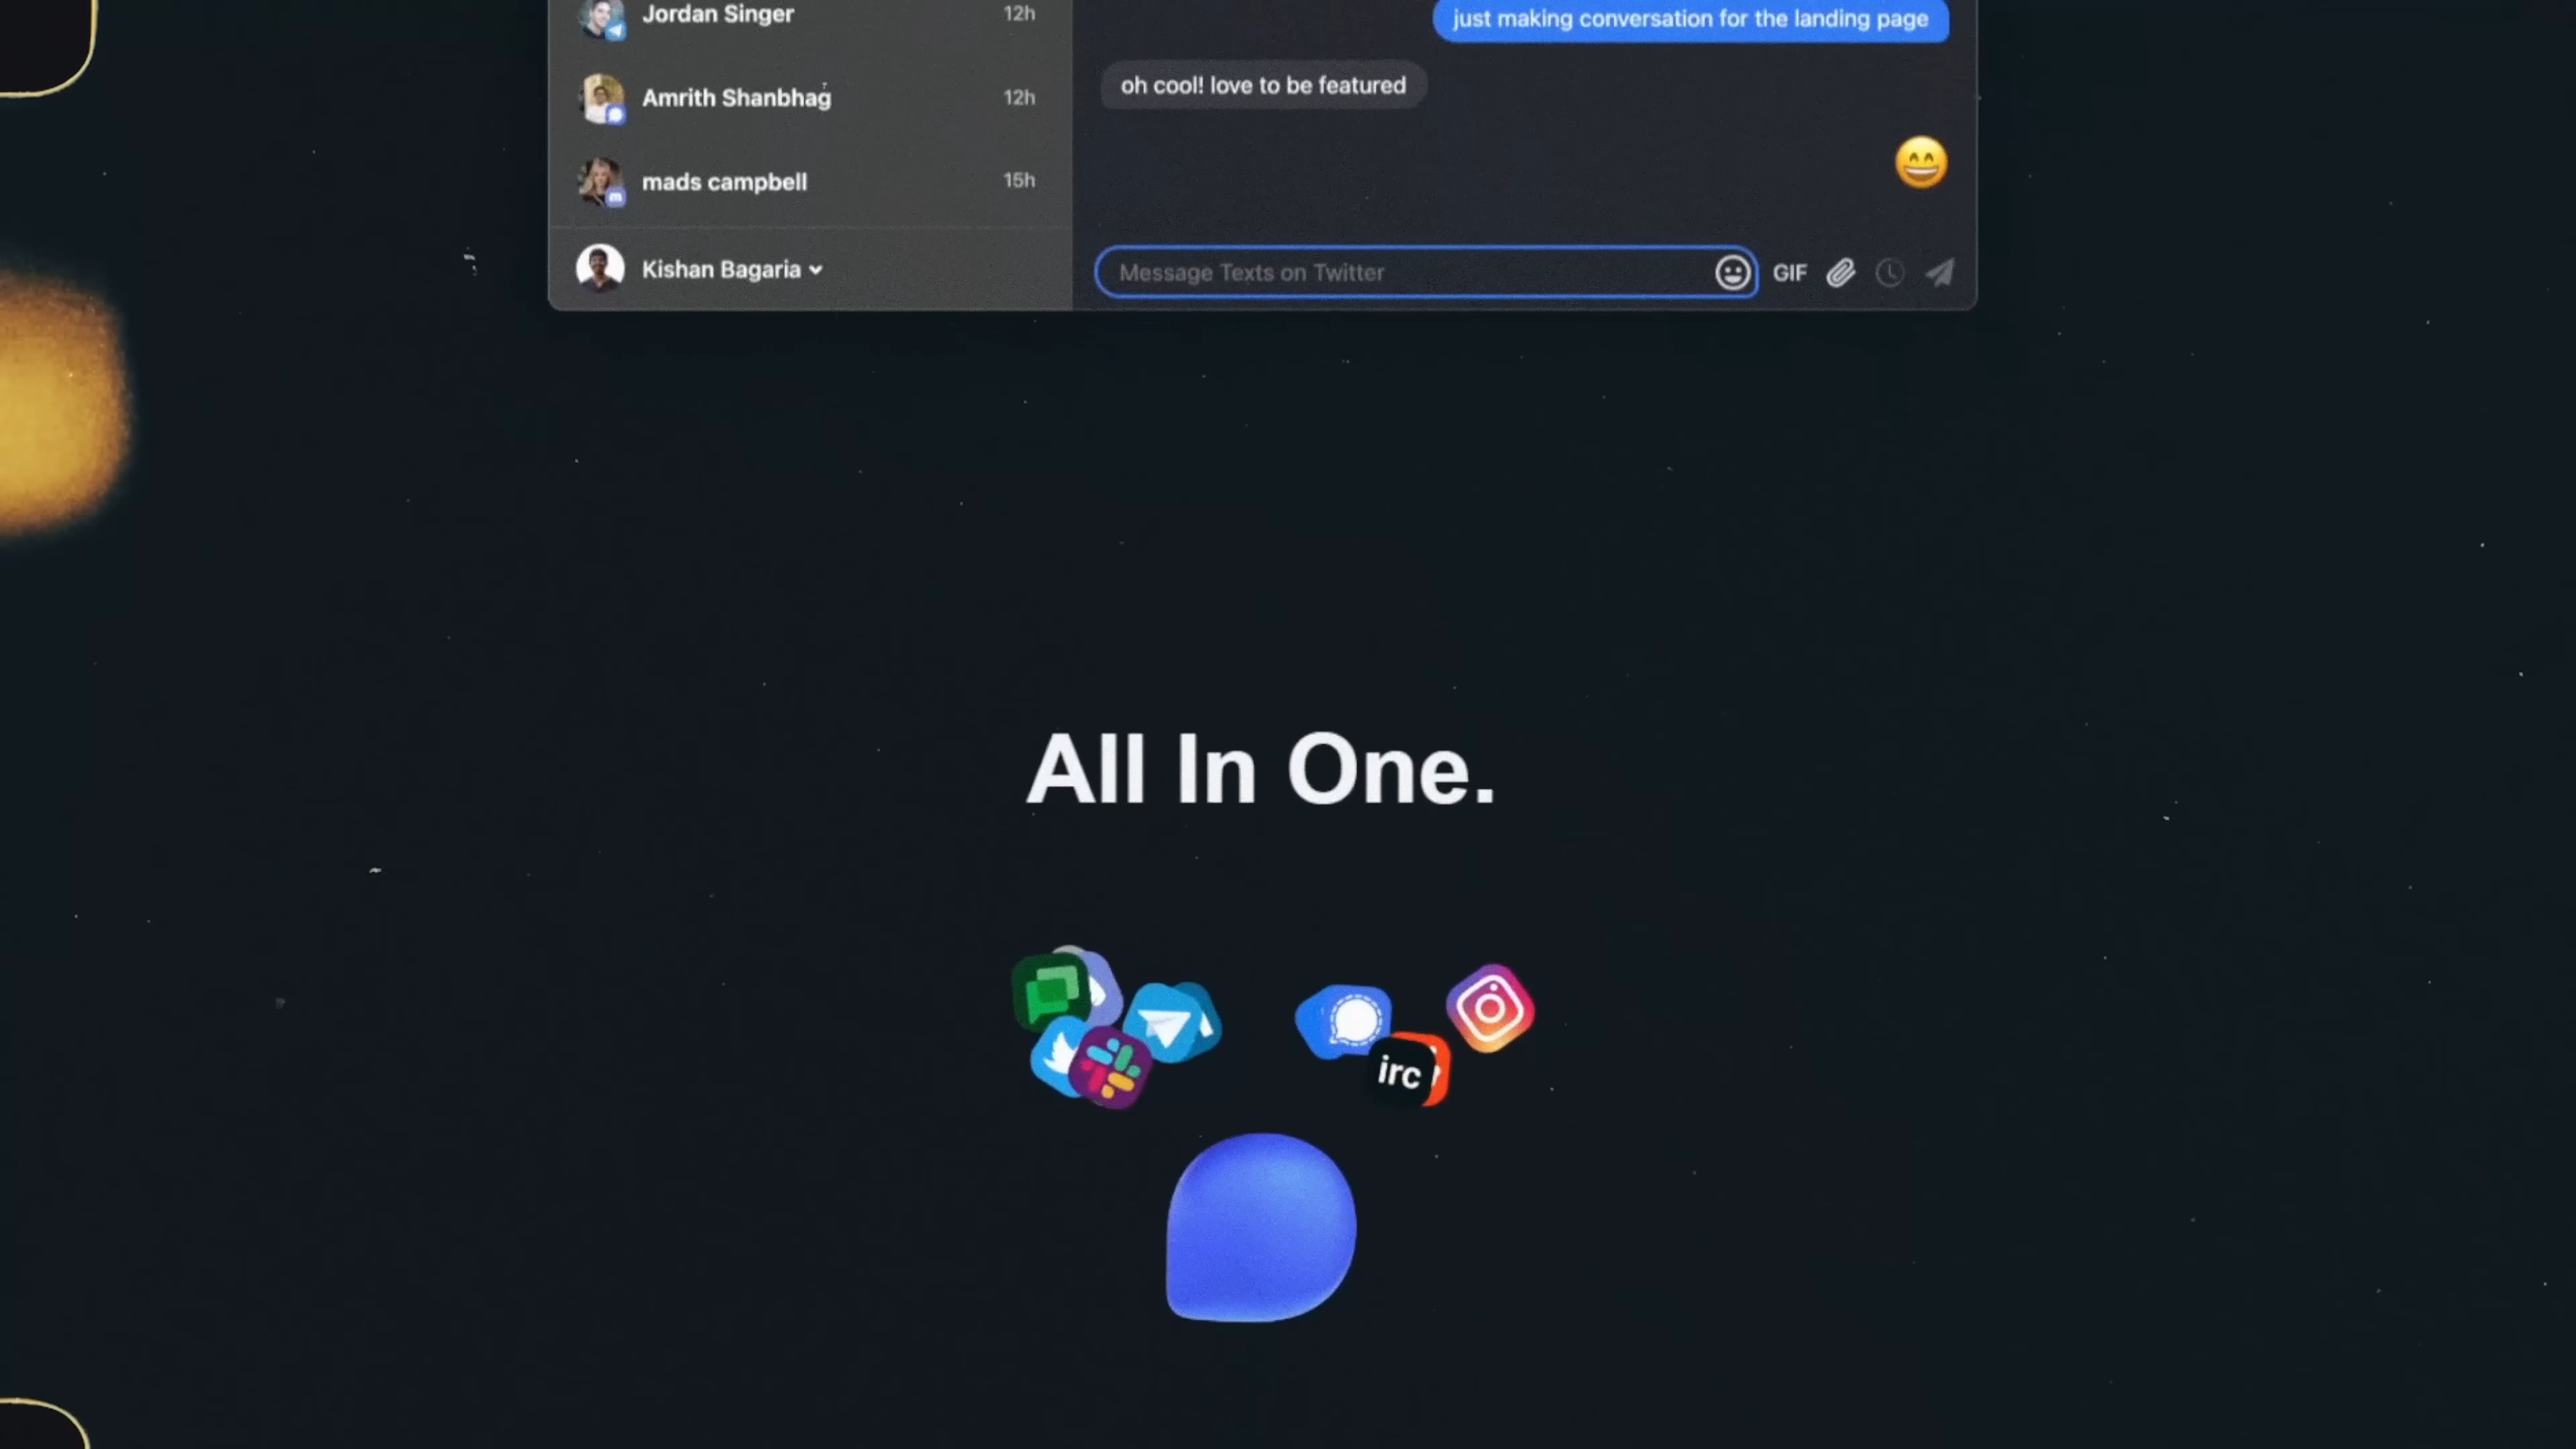 Jordan Singer 12h
just making conversation for the landing page
Amrith Shanbhag 12h
oh cool! love to be featured
mads campbell 15h
Kishan Bagaria
Message Texts on Twitter
GIF
All In One.
irc